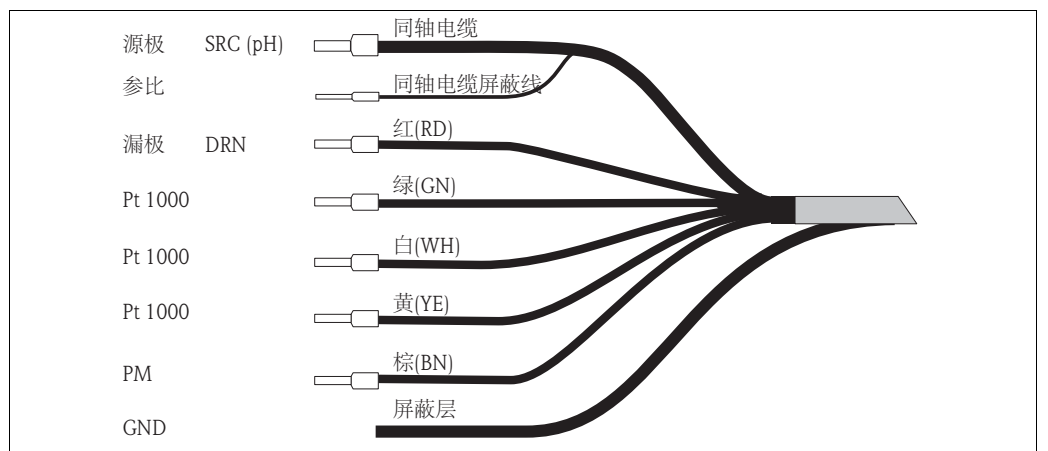 源极 SRC (pH) 同轴电缆
参比 同轴电缆屏蔽线
漏极 DRN 红(RD)
Pt 1000 绿(GN)
Pt 1000 白(WH)
Pt 1000 黄(YE)
PM 棕(BN)
GND 屏蔽层